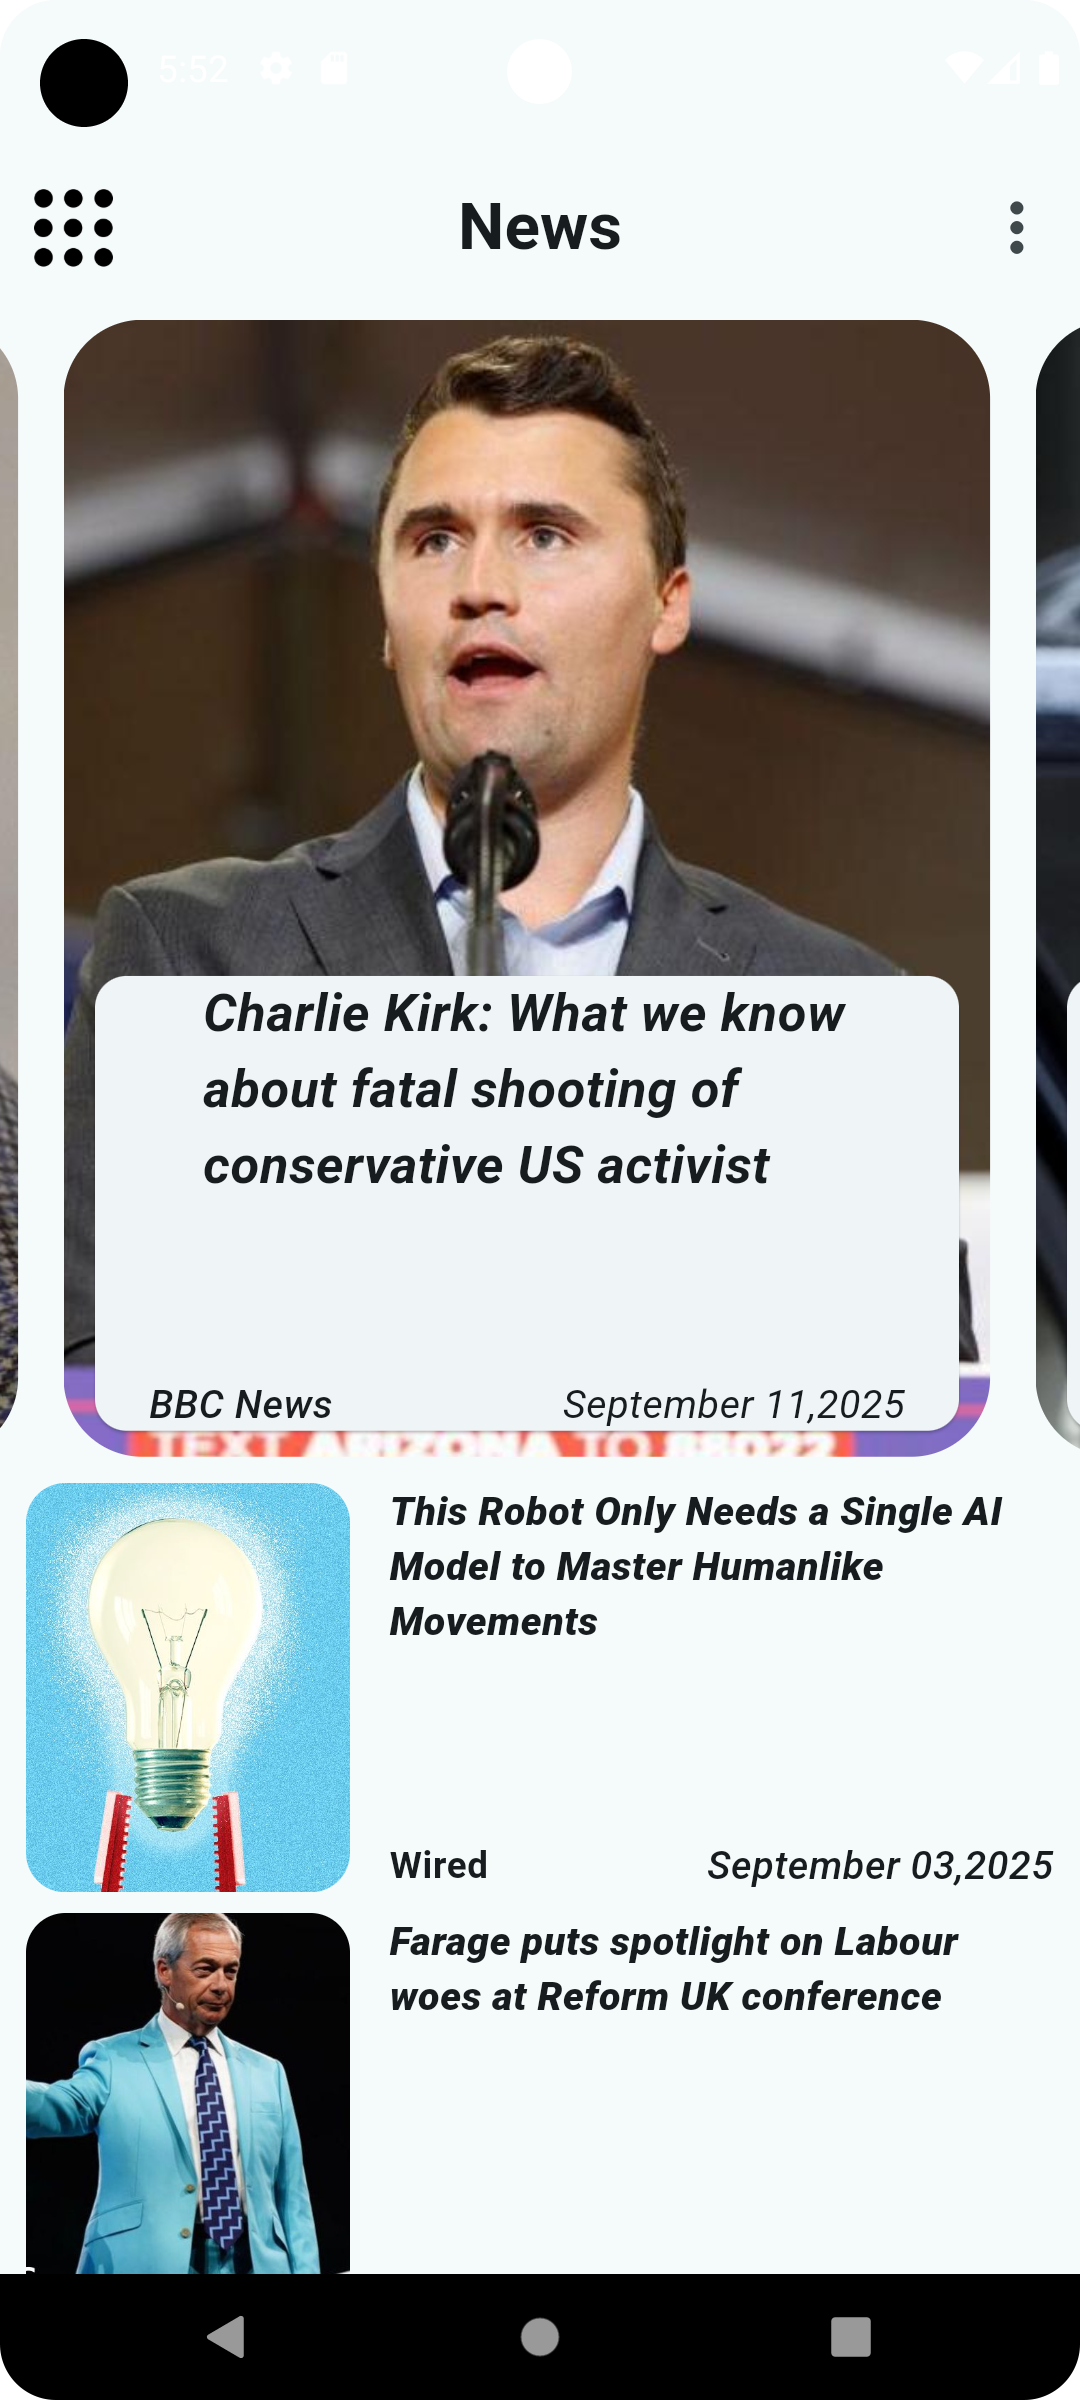 5:52
News
Charlie Kirk: What we know
about fatal shooting of
conservative US activist
BBC News
September 11,2025
TEXT ARIZONA TO 88022
This Robot Only Needs a Single AI
Model to Master Humanlike
Movements
Wired
September 03,2025
Farage puts spotlight on Labour
woes at Reform UK conference